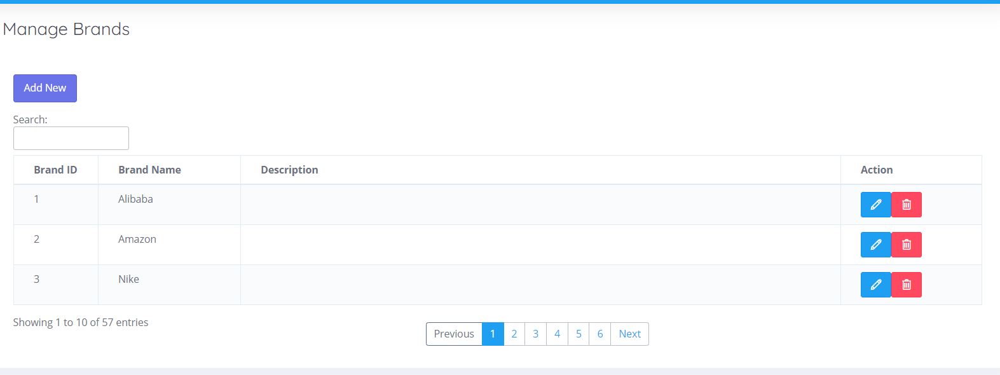 Manage Brands
Add New
Search:
Brand ID Brand Name Description Action
1 Alibaba
2 Amazon
3 Nike
Showing 1 to 10 of 57 entries
Previous 1 2 3 4 5 6 Next